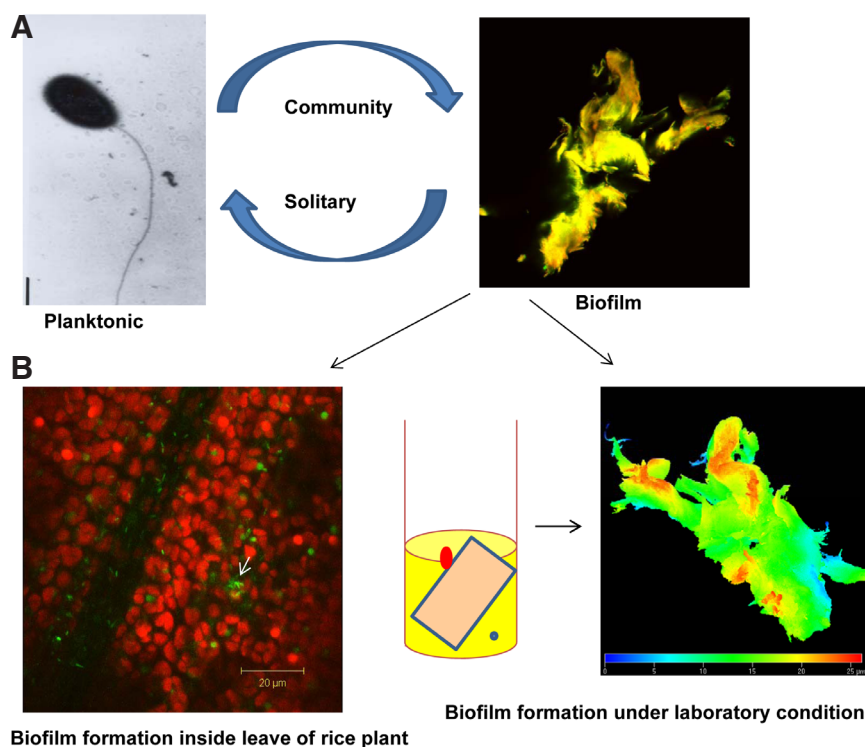 A
Community
Solitary
Planktonic
Biofilm
B
20 μm
0 5 10 15 20 25 μm
Biofilm formation inside leave of rice plant
Biofilm formation under laboratory condition